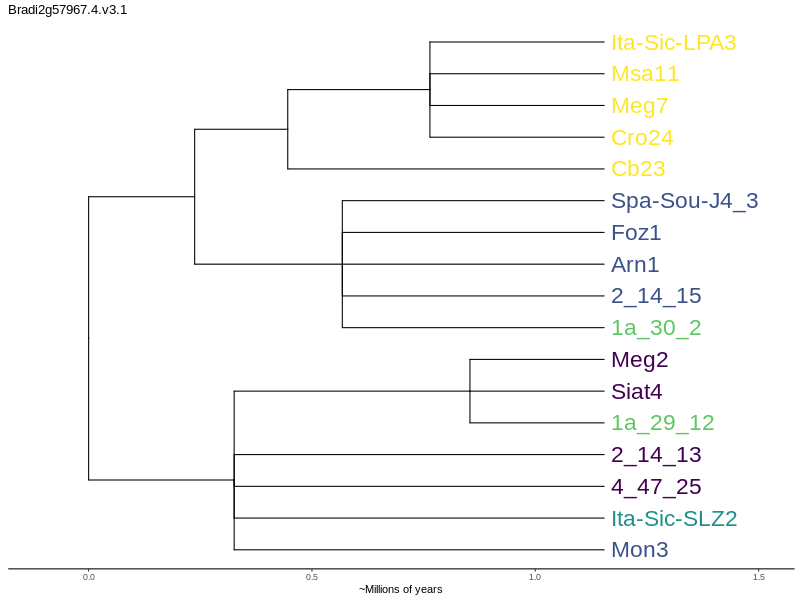 Bradi2g57967.4.v3.1
Ita-Sic-LPA3
Msa11
Meg7
Cro24
Cb23
Spa-Sou-J4_3
Foz1
Arn1
2_14_15
1a_30_2
Meg2
Siat4
1a_29_12
2_14_13
4_47_25
Ita-Sic-SLZ2
Mon3
0.0 0.5 1.0 1.5
~Millions of years